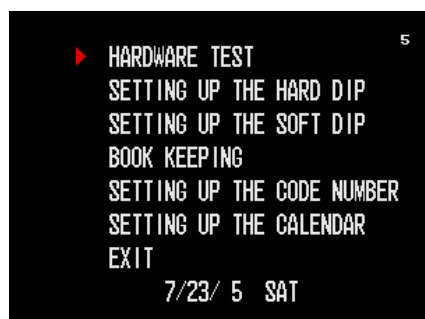 5
HARDWARE TEST
SETTING UP THE HARD DIP
SETTING UP THE SOFT DIP
BOOK KEEPING
SETTING UP THE CODE NUMBER
SETTING UP THE CALENDAR
EXIT
7/23/ 5 SAT